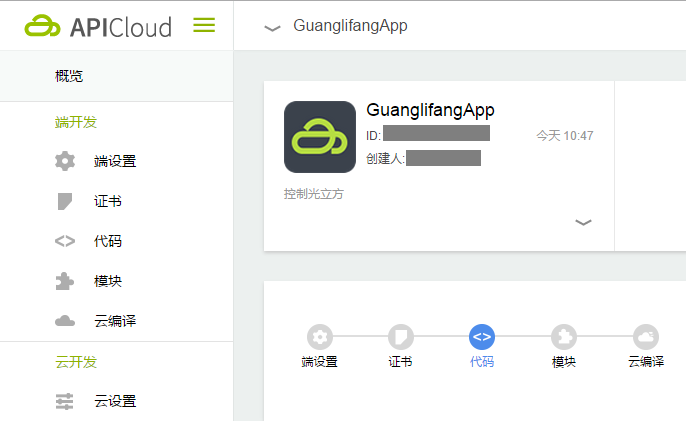 APICloud
GuanglifangApp
概览
端开发
端设置
证书
代码
模块
云编译
云开发
云设置
GuanglifangApp
ID:
今天 10:47
创建人:
控制光立方
端设置 证书 代码 模块 云编译